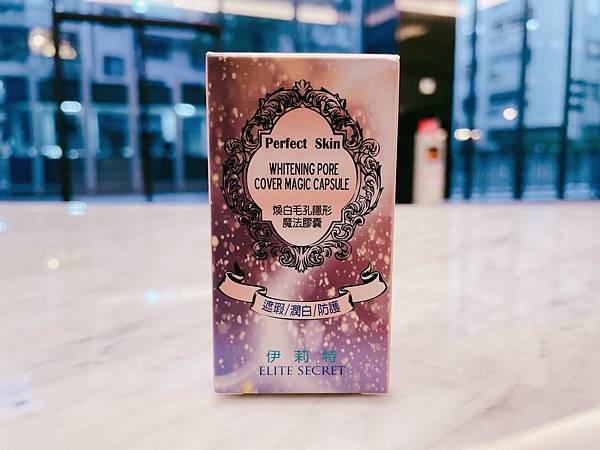 Perfect Skin
WHITENING PORE
COVER MAGIC CAPSULE
煥白毛孔隱形
魔法膠囊
遮瑕/潤白/防護
伊莉特
ELITE SECRET